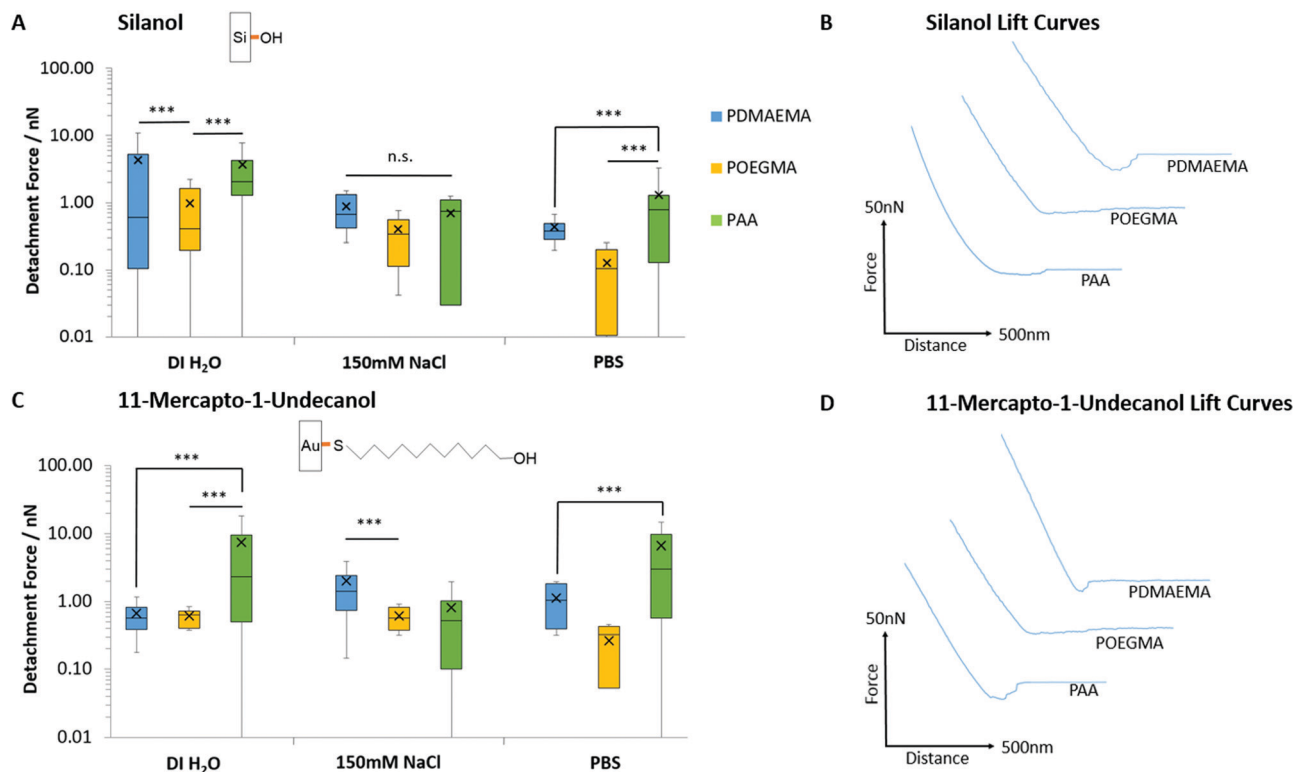 A Silanol
Si
OH
100.00
10.00
1.00
0.10
0.01
Detachment Force / nN
***
***
n.s.
***
***
DI H₂O
150mM NaCl
PBS
PDMAEMA
POEGMA
PAA
B Silanol Lift Curves
PDMAEMA
POEGMA
PAA
50nN
Force
Distance
500nm
C 11-Mercapto-1-Undecanol
Au
S
OH
100.00
10.00
1.00
0.10
0.01
Detachment Force / nN
***
***
***
***
DI H₂O
150mM NaCl
PBS
D 11-Mercapto-1-Undecanol Lift Curves
PDMAEMA
POEGMA
PAA
50nN
Force
Distance
500nm